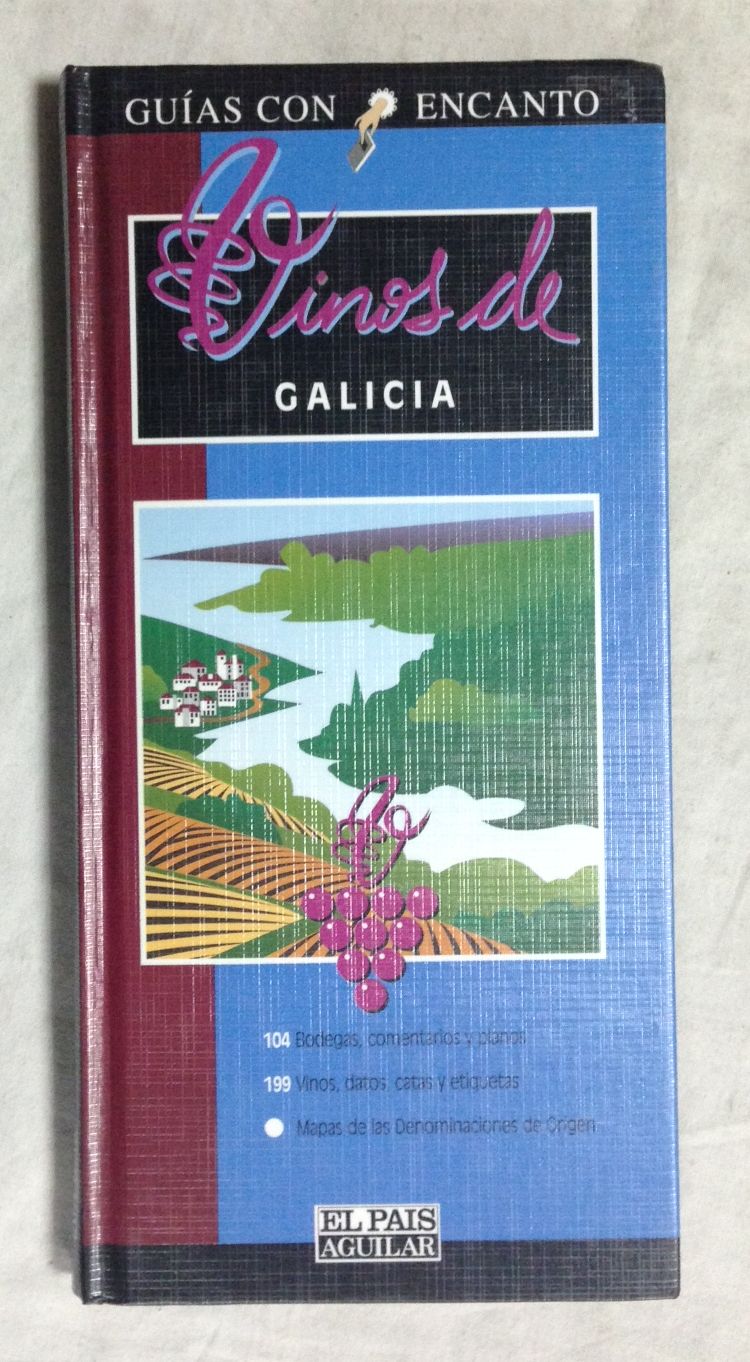 GUÍAS CON ENCANTO
Vinos de
GALICIA
104 Bodegas, comentarios y planos
199 Vinos, datos, catas y etiquetas
Mapas de las Denominaciones de Origen
EL PAIS
AGUILAR